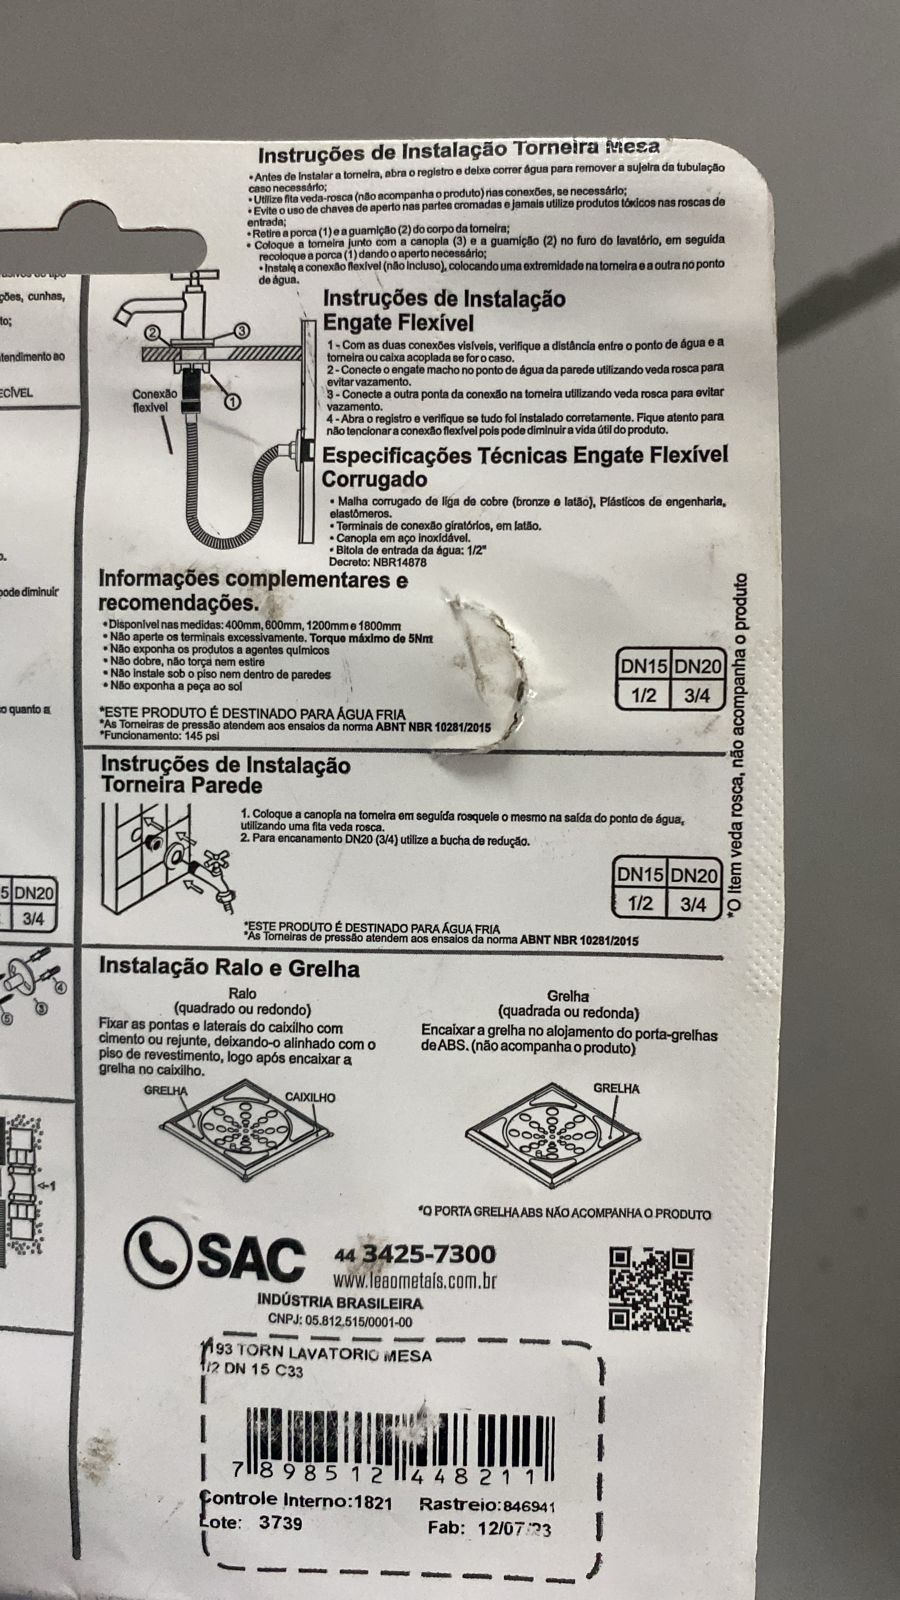 Instruções de Instalação Torneira Mesa
• Antes de instalar a torneira, abra o registro e deixe correr água para remover a sujeira da tubulação
caso necessário;
• Utilize fita veda-rosca (não acompanha o produto) nas conexões, se necessário;
• Evite o uso de chaves de aperto nas partes cromadas e jamais utilize produtos tóxicos nas roscas de
entrada;
• Retire a porca (1) e a guarnição (2) do corpo da torneira;
• Coloque a torneira junto com a canopla (3) e a guarnição (2) no furo do lavatório, em seguida
recoloque a porca (1) dando o aperto necessário;
• Instale a conexão flexível (não incluso), colocando uma extremidade na torneira e a outra no ponto
de água.
ções, cunhas,
to;
tendimento ao
ECÍVEL
2
3
1
Conexão
flexível
Instruções de Instalação
Engate Flexível
1 - Com as duas conexões visíveis, verifique a distância entre o ponto de água e a
torneira ou caixa acoplada se for o caso.
2 - Conecte o engate macho no ponto de água da parede utilizando veda rosca para
evitar vazamento.
3 - Conecte a outra ponta da conexão na torneira utilizando veda rosca para evitar
vazamento.
4 - Abra o registro e verifique se tudo foi instalado corretamente. Fique atento para
não tencionar a conexão flexível pois pode diminuir a vida útil do produto.
Especificações Técnicas Engate Flexível
Corrugado
• Malha corrugado de liga de cobre (bronze e latão), Plásticos de engenharia,
elastômeros.
• Terminais de conexão giratórios, em latão.
• Canopla em aço inoxidável.
• Bitola de entrada da água: 1/2"
Decreto: NBR14878
o.
pode diminuir
o quanto a
Informações complementares e
recomendações.
• Disponível nas medidas: 400mm, 600mm, 1200mm e 1800mm
• Não aperte os terminais excessivamente. Torque máximo de 5Nm
• Não exponha os produtos a agentes químicos
• Não dobre, não torça nem estire
• Não instale sob o piso nem dentro de paredes
• Não exponha a peça ao sol
*ESTE PRODUTO É DESTINADO PARA ÁGUA FRIA
*As Torneiras de pressão atendem aos ensaios da norma ABNT NBR 10281/2015
*Funcionamento: 145 psi
DN15 DN20
1/2 3/4
*O Item veda rosca, não acompanha o produto
Instruções de Instalação
Torneira Parede
1. Coloque a canopla na torneira em seguida rosquele o mesmo na saída do ponto de água,
utilizando uma fita veda rosca.
2. Para encanamento DN20 (3/4) utilize a bucha de redução.
DN15 DN20
1/2 3/4
*ESTE PRODUTO É DESTINADO PARA ÁGUA FRIA
*As Torneiras de pressão atendem aos ensaios da norma ABNT NBR 10281/2015
5 DN20
3/4
4
3
5
1
Instalação Ralo e Grelha
Ralo
(quadrado ou redondo)
Fixar as pontas e laterais do caixilho com
cimento ou rejunte, deixando-o alinhado com o
piso de revestimento, logo após encaixar a
grelha no caixilho.
GRELHA
CAIXILHO
Grelha
(quadrada ou redonda)
Encaixar a grelha no alojamento do porta-grelhas
de ABS. (não acompanha o produto)
GRELHA
*O PORTA GRELHA ABS NÃO ACOMPANHA O PRODUTO
SAC 44 3425-7300
www.leaometais.com.br
INDÚSTRIA BRASILEIRA
CNPJ: 05.812.515/0001-00
1193 TORN LAVATORIO MESA
1/2 DN 15 C33
7 898512 448211
Controle Interno:1821 Rastreio:846941
Lote: 3739 Fab: 12/07/23